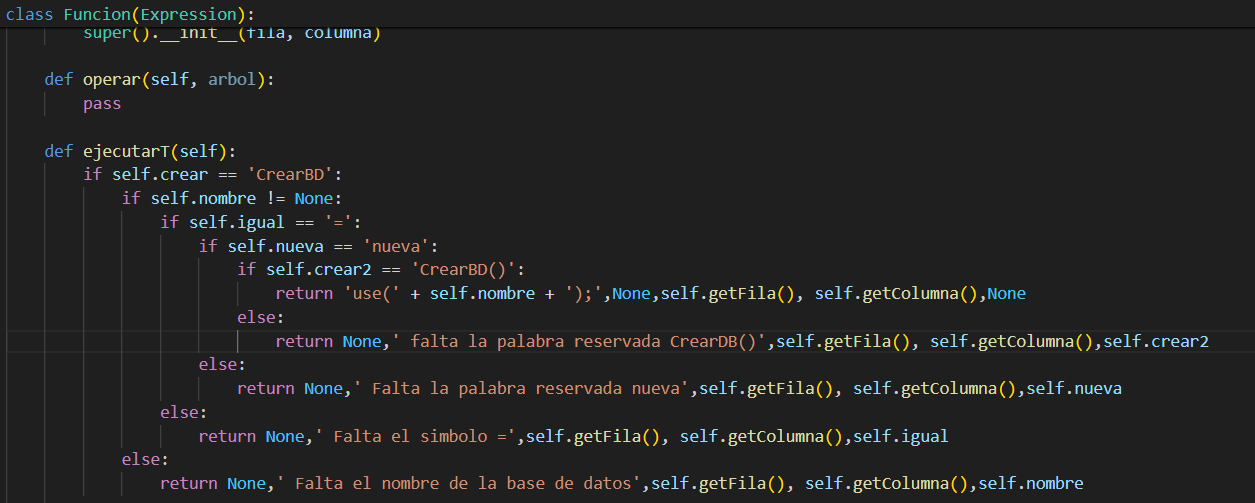 class Funcion(Expression):
super().__init__(fila, columna)
def operar(self, arbol):
pass
def ejecutarT(self):
if self.crear == 'CrearBD':
if self.nombre != None:
if self.igual == '=':
if self.nueva == 'nueva':
if self.crear2 == 'CrearBD()':
return 'use(' + self.nombre + ');',None,self.getFila(), self.getColumna(),None
else:
return None,' falta la palabra reservada CrearDB()',self.getFila(), self.getColumna(),self.crear2
else:
return None,' Falta la palabra reservada nueva',self.getFila(), self.getColumna(),self.nueva
else:
return None,' Falta el simbolo =',self.getFila(), self.getColumna(),self.igual
else:
return None,' Falta el nombre de la base de datos',self.getFila(), self.getColumna(),self.nombre